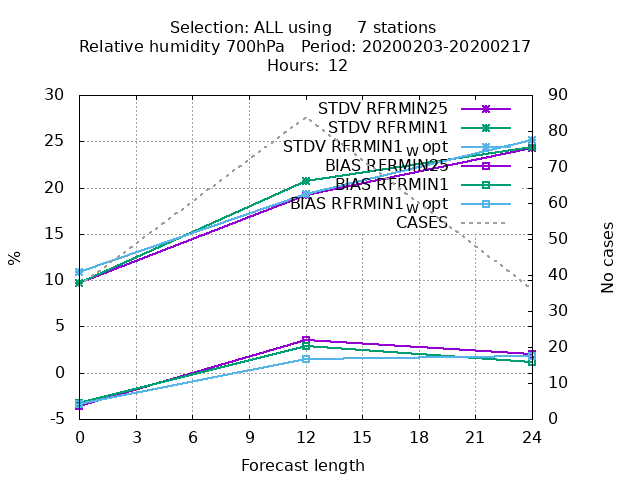 Selection: ALL using     7 stations
Relative humidity 700hPa   Period: 20200203-20200217
Hours:  12
STDV RFRMIN25
STDV RFRMIN1
STDV RFRMIN1_w opt
BIAS RFRMIN25
BIAS RFRMIN1
BIAS RFRMIN1_w opt
CASES
30
25
20
15
10
5
0
-5
%
90
80
70
60
50
40
30
20
10
0
No cases
0 3 6 9 12 15 18 21 24
Forecast length